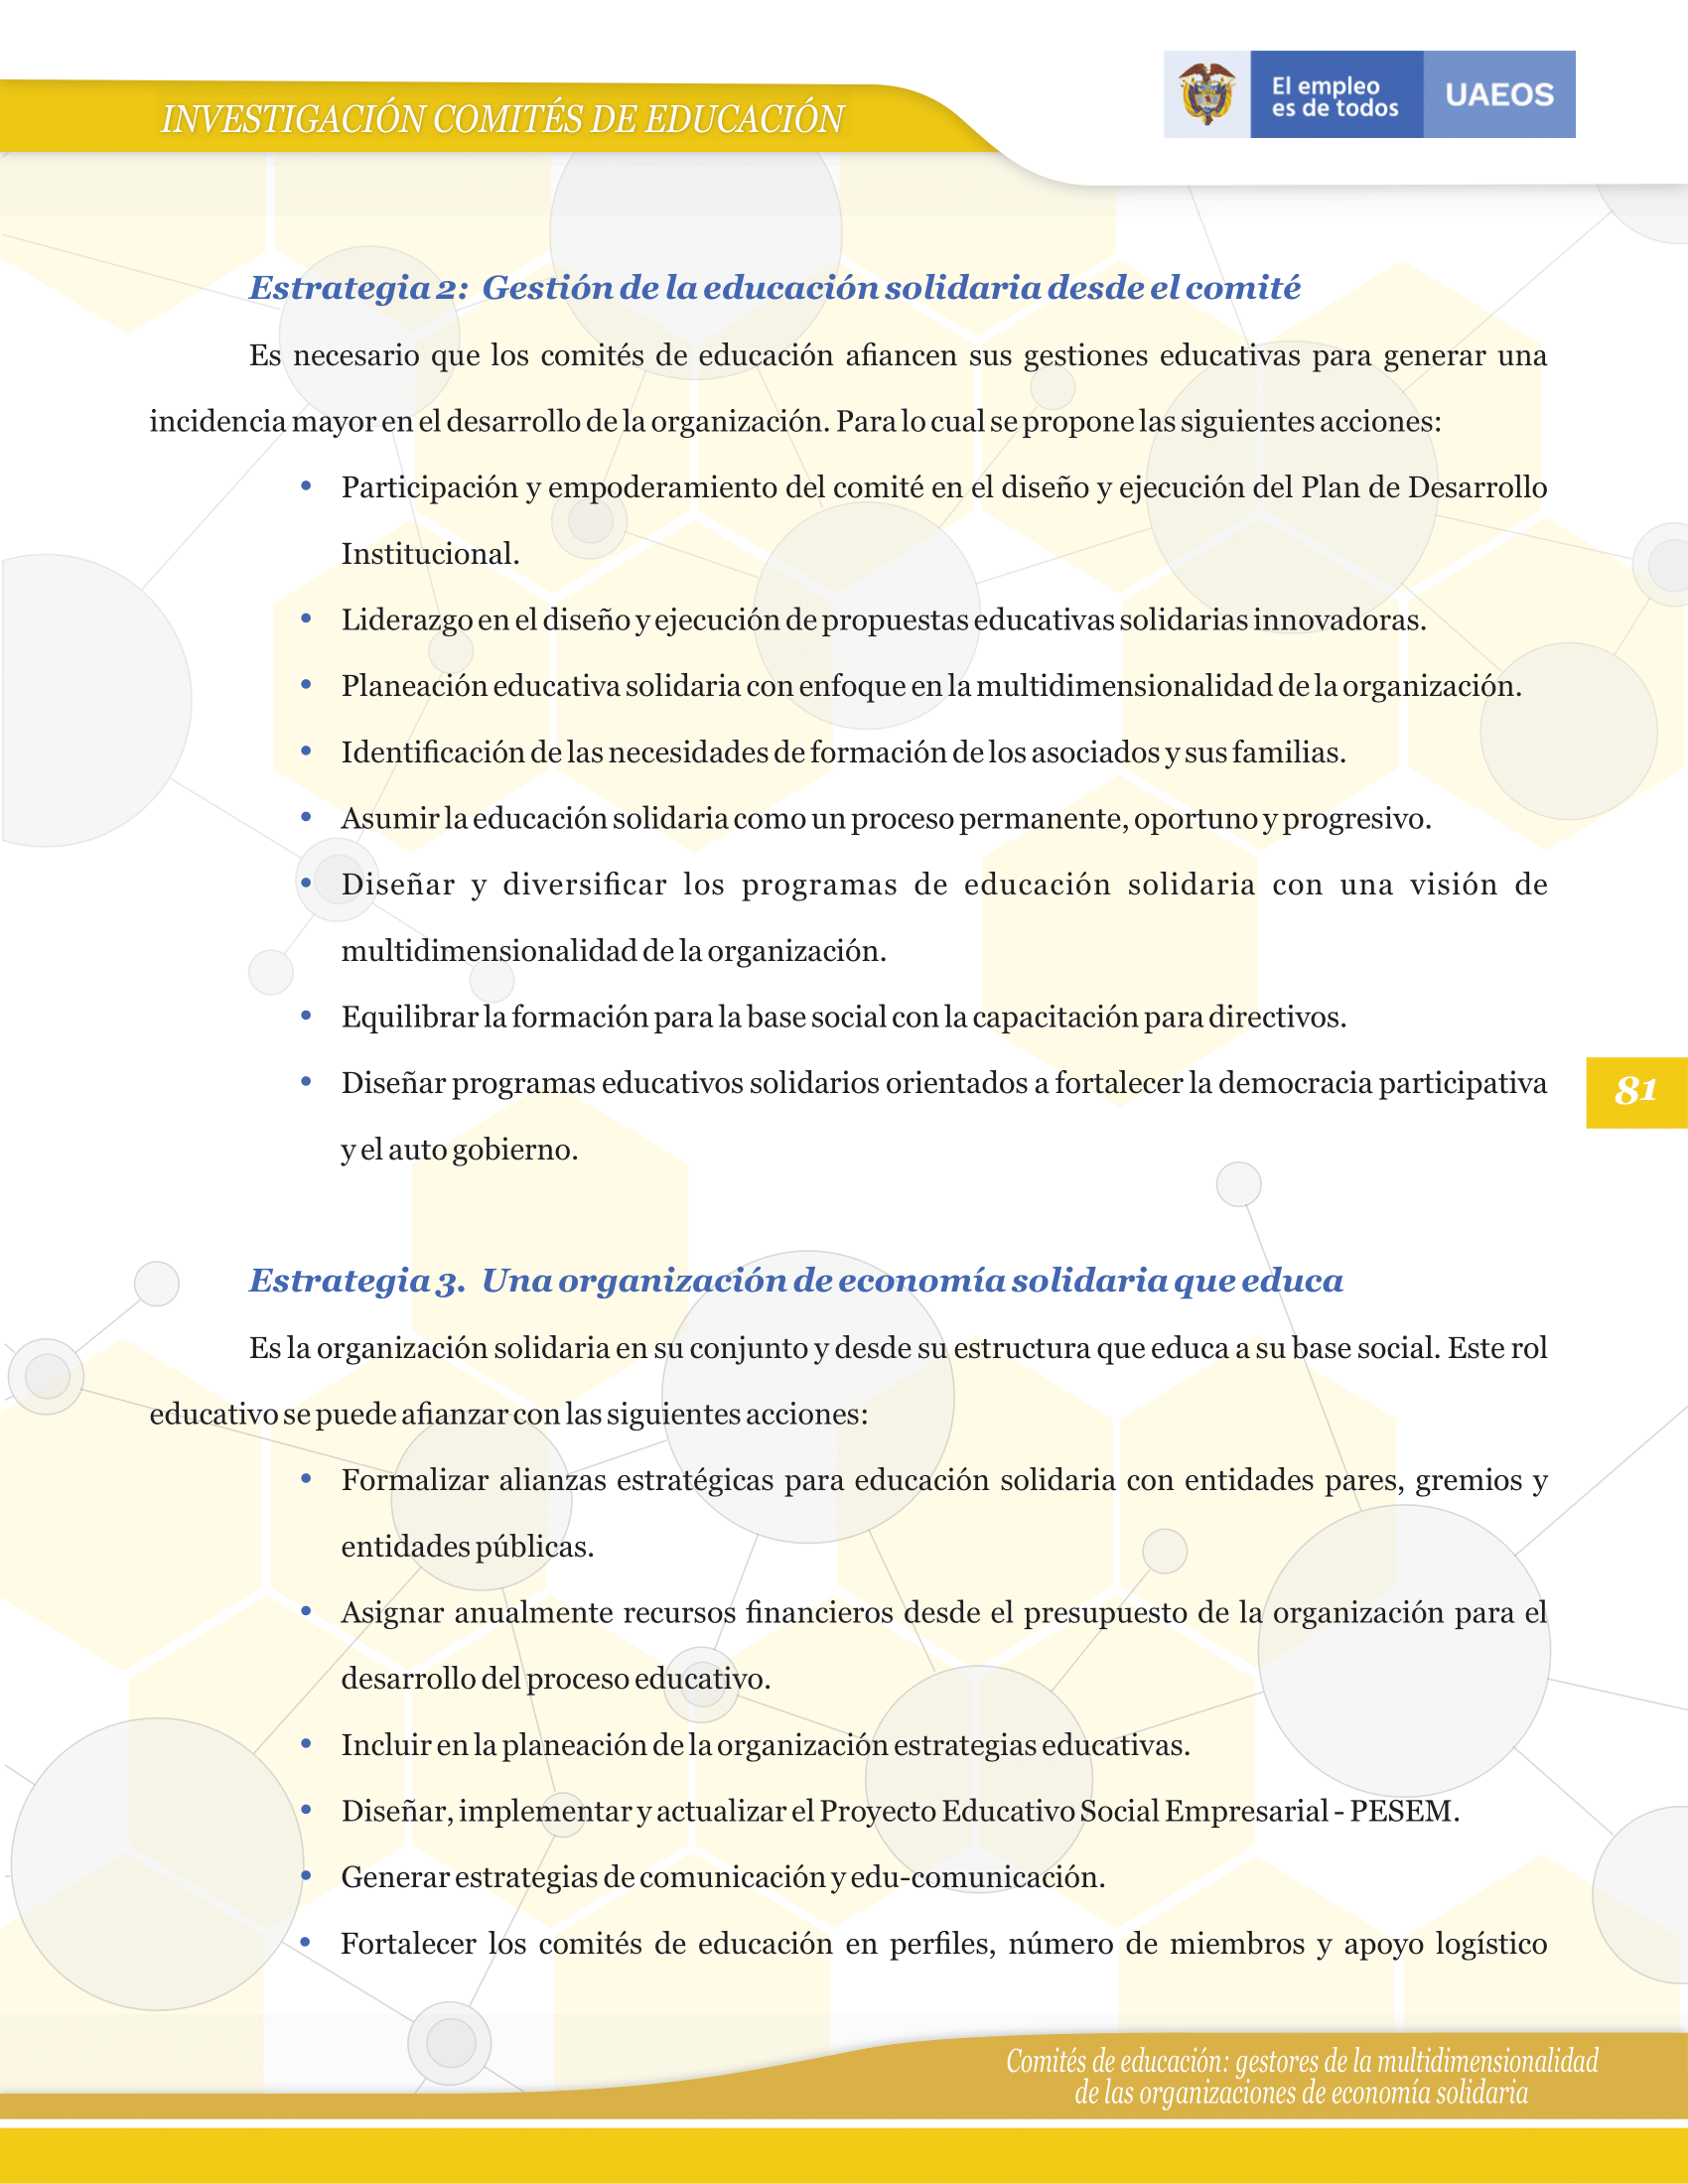 INVESTIGACIÓN COMITÉS DE EDUCACIÓN
El empleo
es de todos
UAEOS
Estrategia 2: Gestión de la educación solidaria desde el comité
Es necesario que los comités de educación afiancen sus gestiones educativas para generar una
incidencia mayor en el desarrollo de la organización. Para lo cual se propone las siguientes acciones:
• Participación y empoderamiento del comité en el diseño y ejecución del Plan de Desarrollo
Institucional.
• Liderazgo en el diseño y ejecución de propuestas educativas solidarias innovadoras.
• Planeación educativa solidaria con enfoque en la multidimensionalidad de la organización.
• Identificación de las necesidades de formación de los asociados y sus familias.
• Asumir la educación solidaria como un proceso permanente, oportuno y progresivo.
• Diseñar y diversificar los programas de educación solidaria con una visión de
multidimensionalidad de la organización.
• Equilibrar la formación para la base social con la capacitación para directivos.
• Diseñar programas educativos solidarios orientados a fortalecer la democracia participativa
y el auto gobierno.
81
Estrategia 3. Una organización de economía solidaria que educa
Es la organización solidaria en su conjunto y desde su estructura que educa a su base social. Este rol
educativo se puede afianzar con las siguientes acciones:
• Formalizar alianzas estratégicas para educación solidaria con entidades pares, gremios y
entidades públicas.
• Asignar anualmente recursos financieros desde el presupuesto de la organización para el
desarrollo del proceso educativo.
• Incluir en la planeación de la organización estrategias educativas.
• Diseñar, implementar y actualizar el Proyecto Educativo Social Empresarial - PESEM.
• Generar estrategias de comunicación y edu-comunicación.
• Fortalecer los comités de educación en perfiles, número de miembros y apoyo logístico
Comités de educación: gestores de la multidimensionalidad
de las organizaciones de economía solidaria